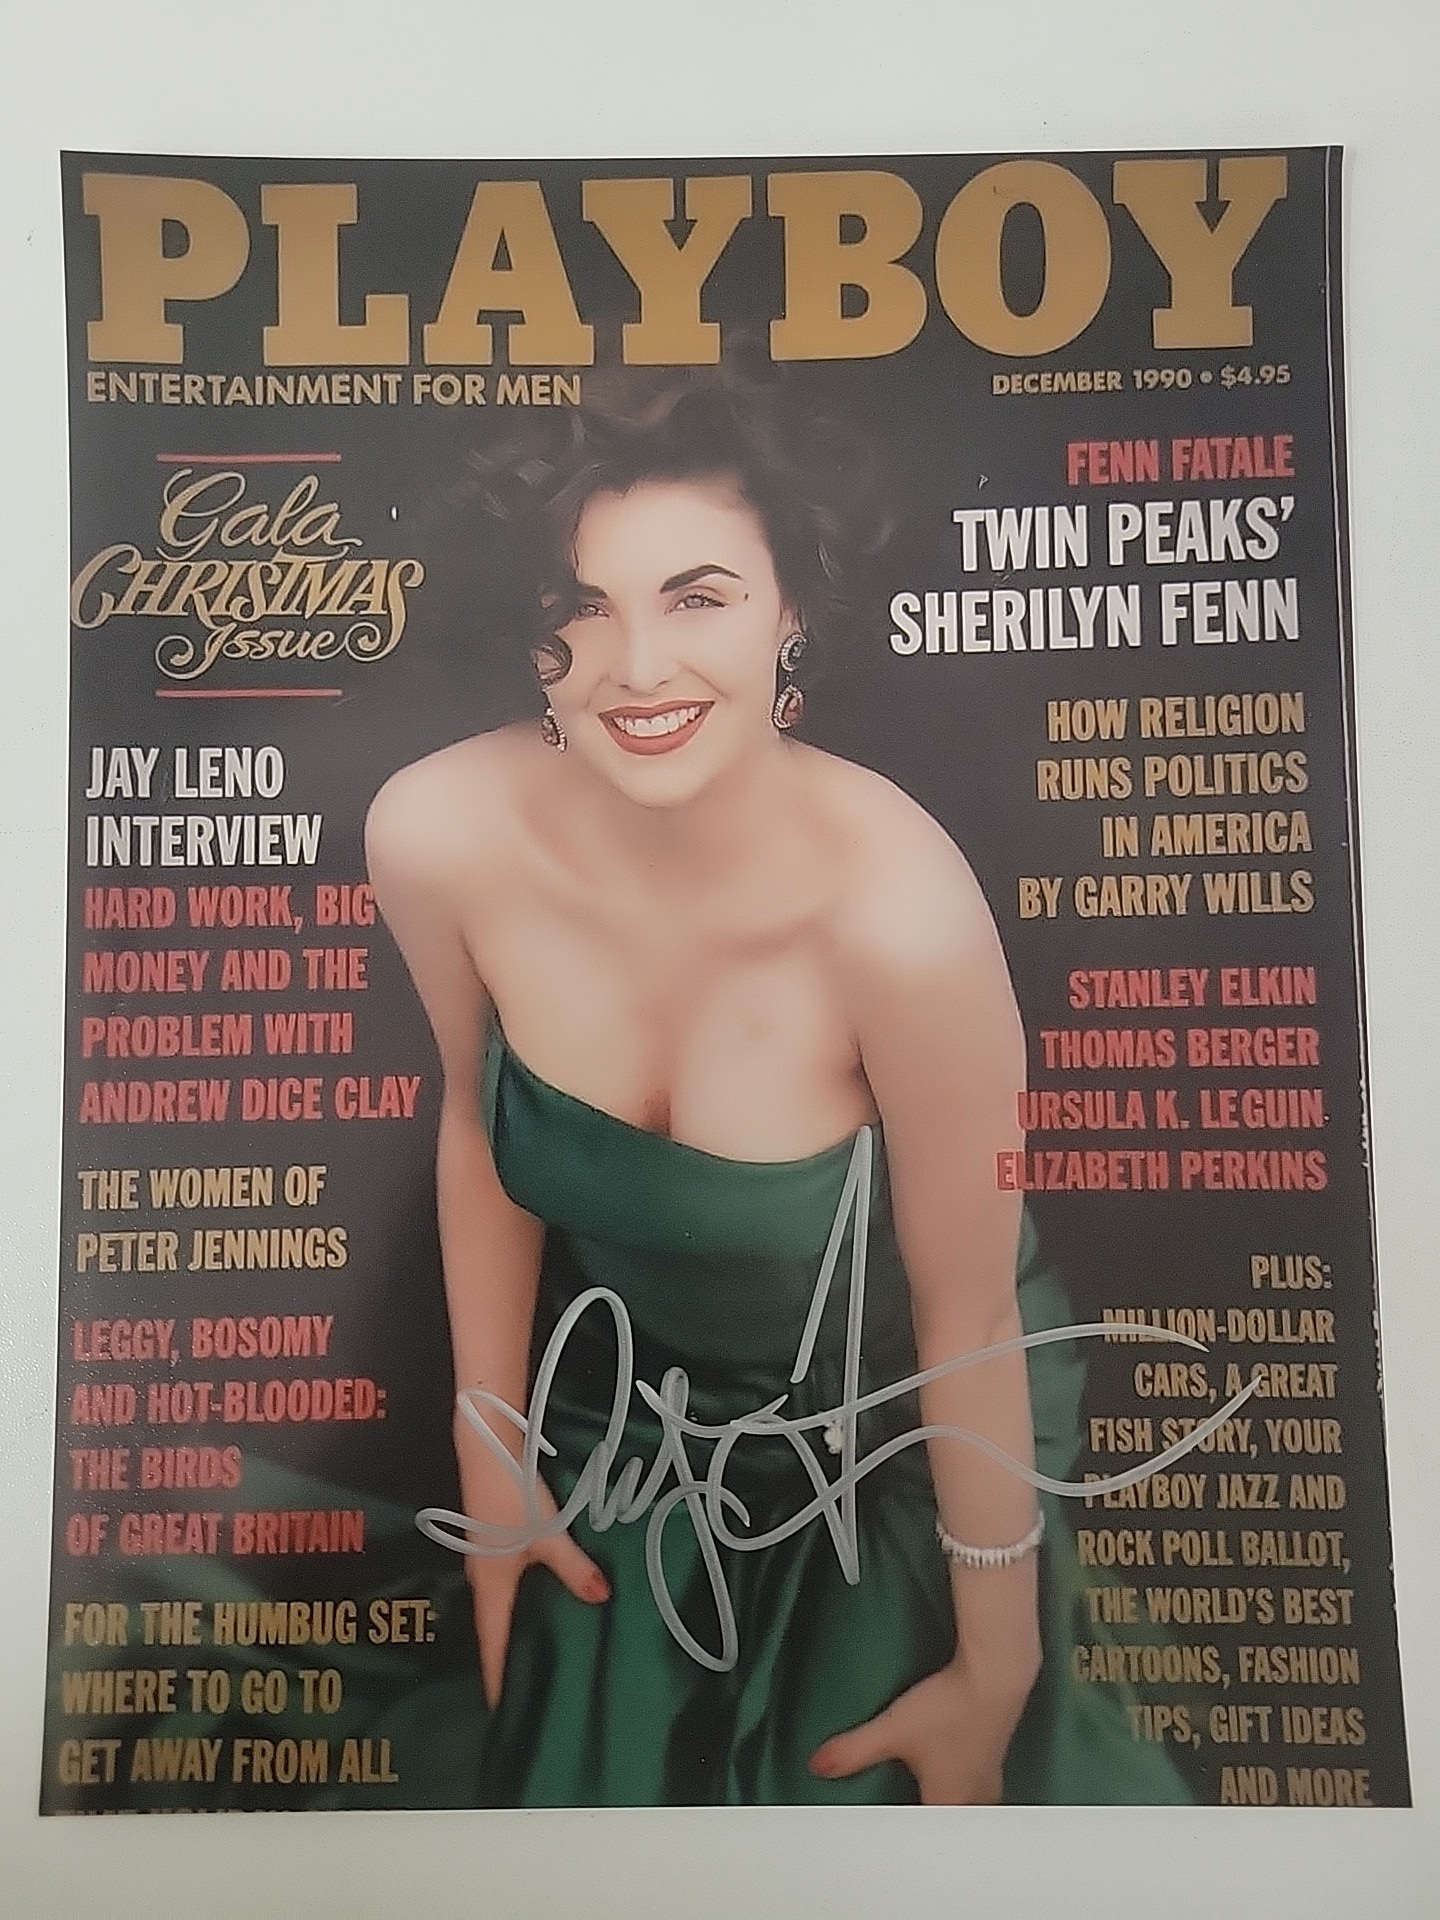 PLAYBOY
ENTERTAINMENT FOR MEN
DECEMBER 1990 • $4.95
Gala
CHRISTMAS
Issue
JAY LENO
INTERVIEW
HARD WORK, BIG
MONEY AND THE
PROBLEM WITH
ANDREW DICE CLAY
THE WOMEN OF
PETER JENNINGS
LEGGY, BOSOMY
AND HOT-BLOODED:
THE BIRDS
OF GREAT BRITAIN
FOR THE HUMBUG SET:
WHERE TO GO TO
GET AWAY FROM ALL
FENN FATALE
TWIN PEAKS'
SHERILYN FENN
HOW RELIGION
RUNS POLITICS
IN AMERICA
BY GARRY WILLS
STANLEY ELKIN
THOMAS BERGER
URSULA K. LE GUIN
ELIZABETH PERKINS
PLUS:
MILLION-DOLLAR
CARS, A GREAT
FISH STORY, YOUR
PLAYBOY JAZZ AND
ROCK POLL BALLOT,
THE WORLD'S BEST
CARTOONS, FASHION
TIPS, GIFT IDEAS
AND MORE